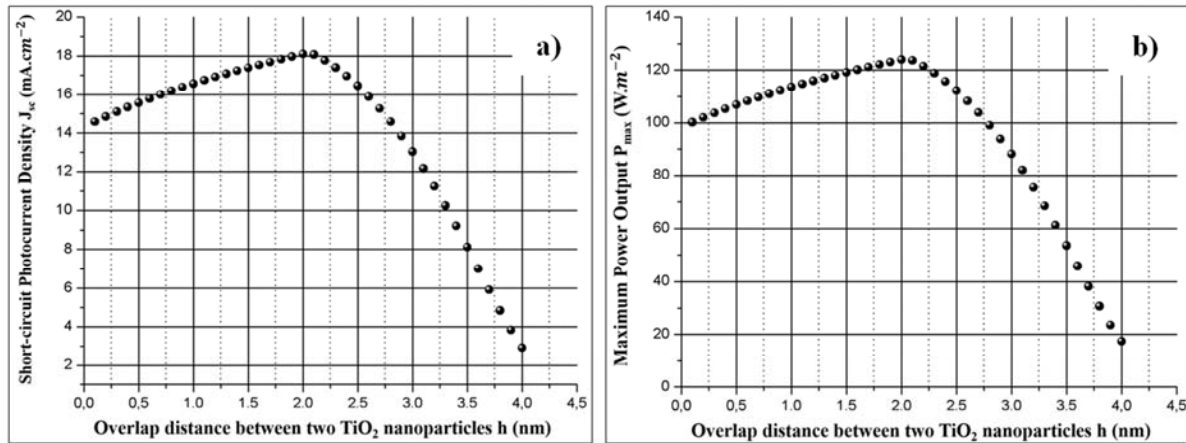 a)
Short-circuit Photocurrent Density J_sc (mA.cm⁻²)
20
18
16
14
12
10
8
6
4
2
0,0 0,5 1.0 1.5 2.0 2.5 3.0 3.5 4.0 4,5
Overlap distance between two TiO₂ nanoparticles h (nm)
b)
Maximum Power Output P_max (W.m⁻²)
140
120
100
80
60
40
20
0
0,0 0,5 1.0 1.5 2.0 2.5 3.0 3.5 4.0 4,5
Overlap distance between two TiO₂ nanoparticles h (nm)